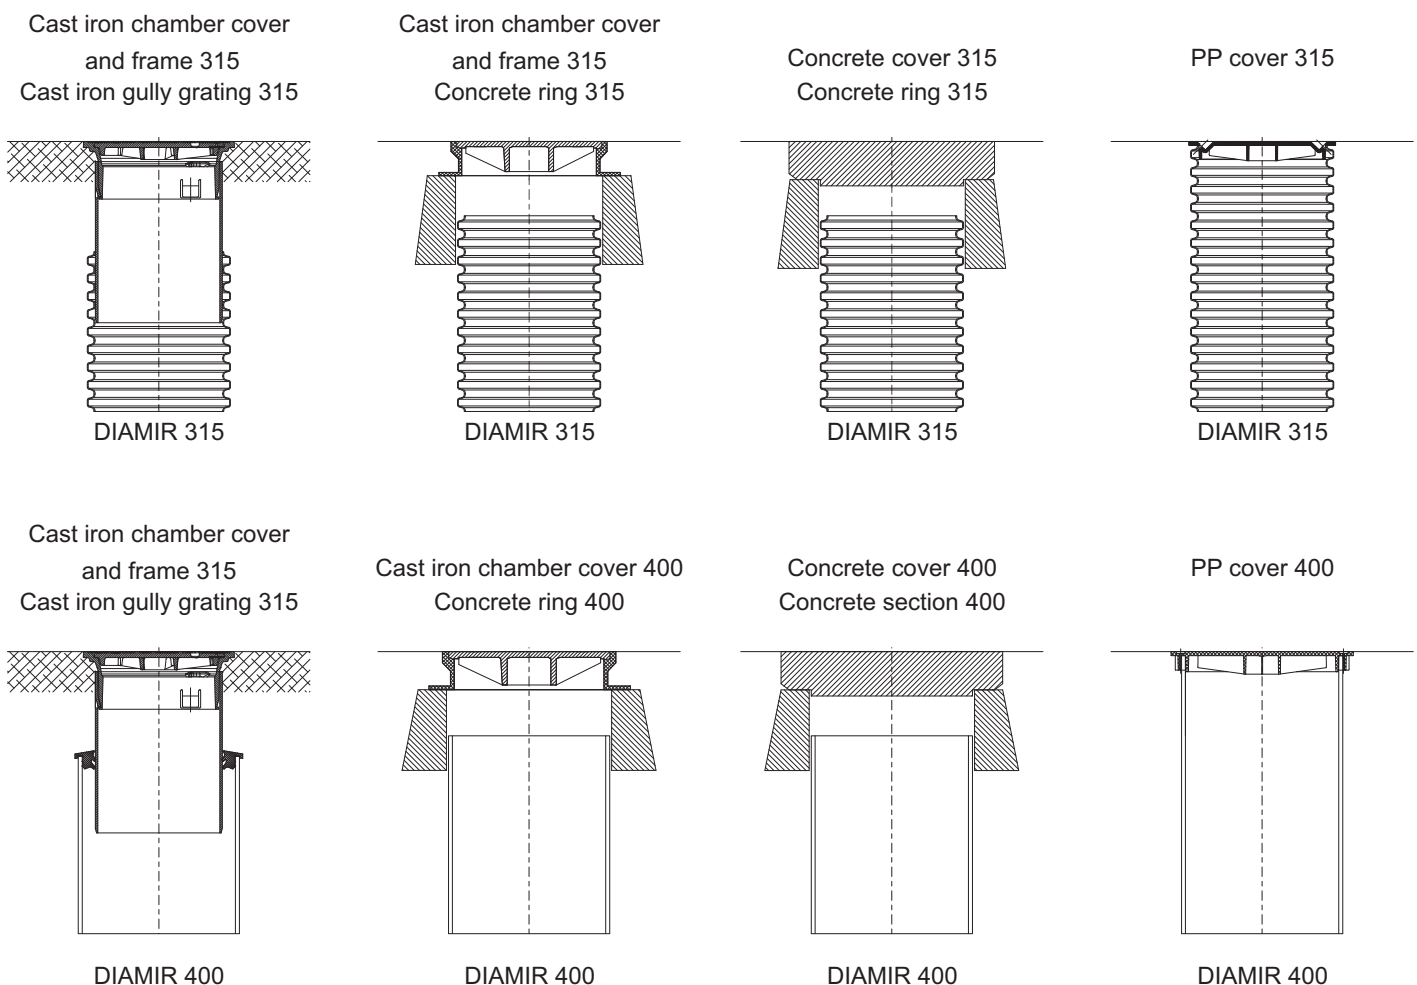 Cast iron chamber cover
and frame 315
Cast iron gully grating 315
Cast iron chamber cover
and frame 315
Concrete ring 315
Concrete cover 315
Concrete ring 315
PP cover 315
DIAMIR 315
DIAMIR 315
DIAMIR 315
DIAMIR 315
Cast iron chamber cover
and frame 315
Cast iron gully grating 315
Cast iron chamber cover 400
Concrete ring 400
Concrete cover 400
Concrete section 400
PP cover 400
DIAMIR 400
DIAMIR 400
DIAMIR 400
DIAMIR 400